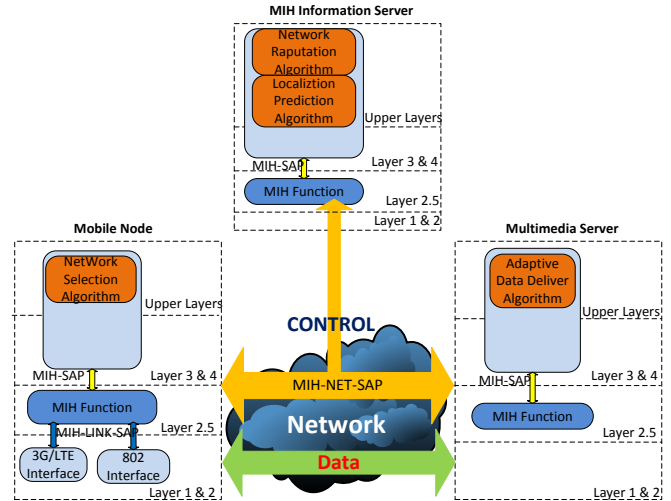 MIH Information Server
Network
Raputation
Algorithm
Localiztion
Prediction
Algorithm
Upper Layers
MIH-SAP
Layer 3 & 4
MIH Function
Layer 2.5
Layer 1 & 2
Mobile Node
NetWork
Selection
Algorithm
Upper Layers
MIH-SAP
Layer 3 & 4
MIH Function
MIH-LINK-SAP
Layer 2.5
3G/LTE
Interface
802
Interface
Layer 1 & 2
CONTROL
MIH-NET-SAP
Network
Data
Multimedia Server
Adaptive
Data Deliver
Algorithm
Upper Layers
MIH-SAP
Layer 3 & 4
MIH Function
Layer 2.5
Layer 1 & 2